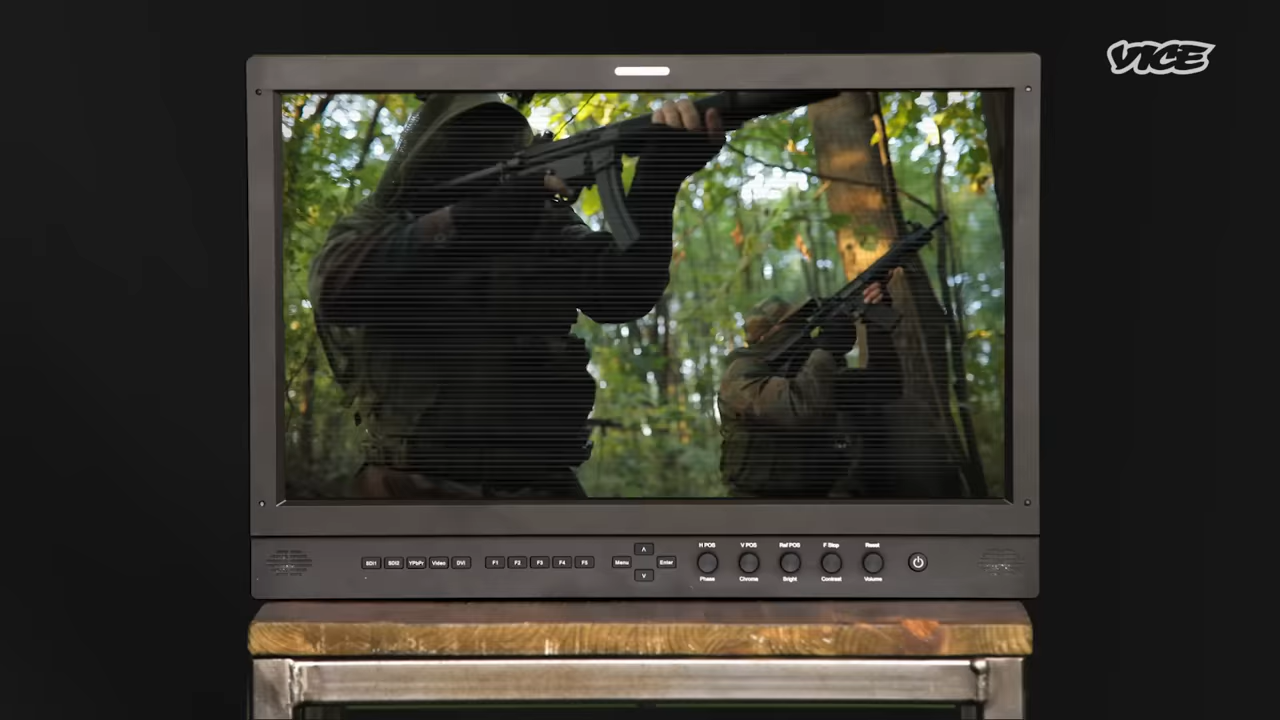 VICE
H POS V POS Ref POS F Stop Reset
SDI1 SDI2 YPbPr Video DVI F1 F2 F3 F4 F5 Menu Enter
Phase Chroma Bright Contrast Volume